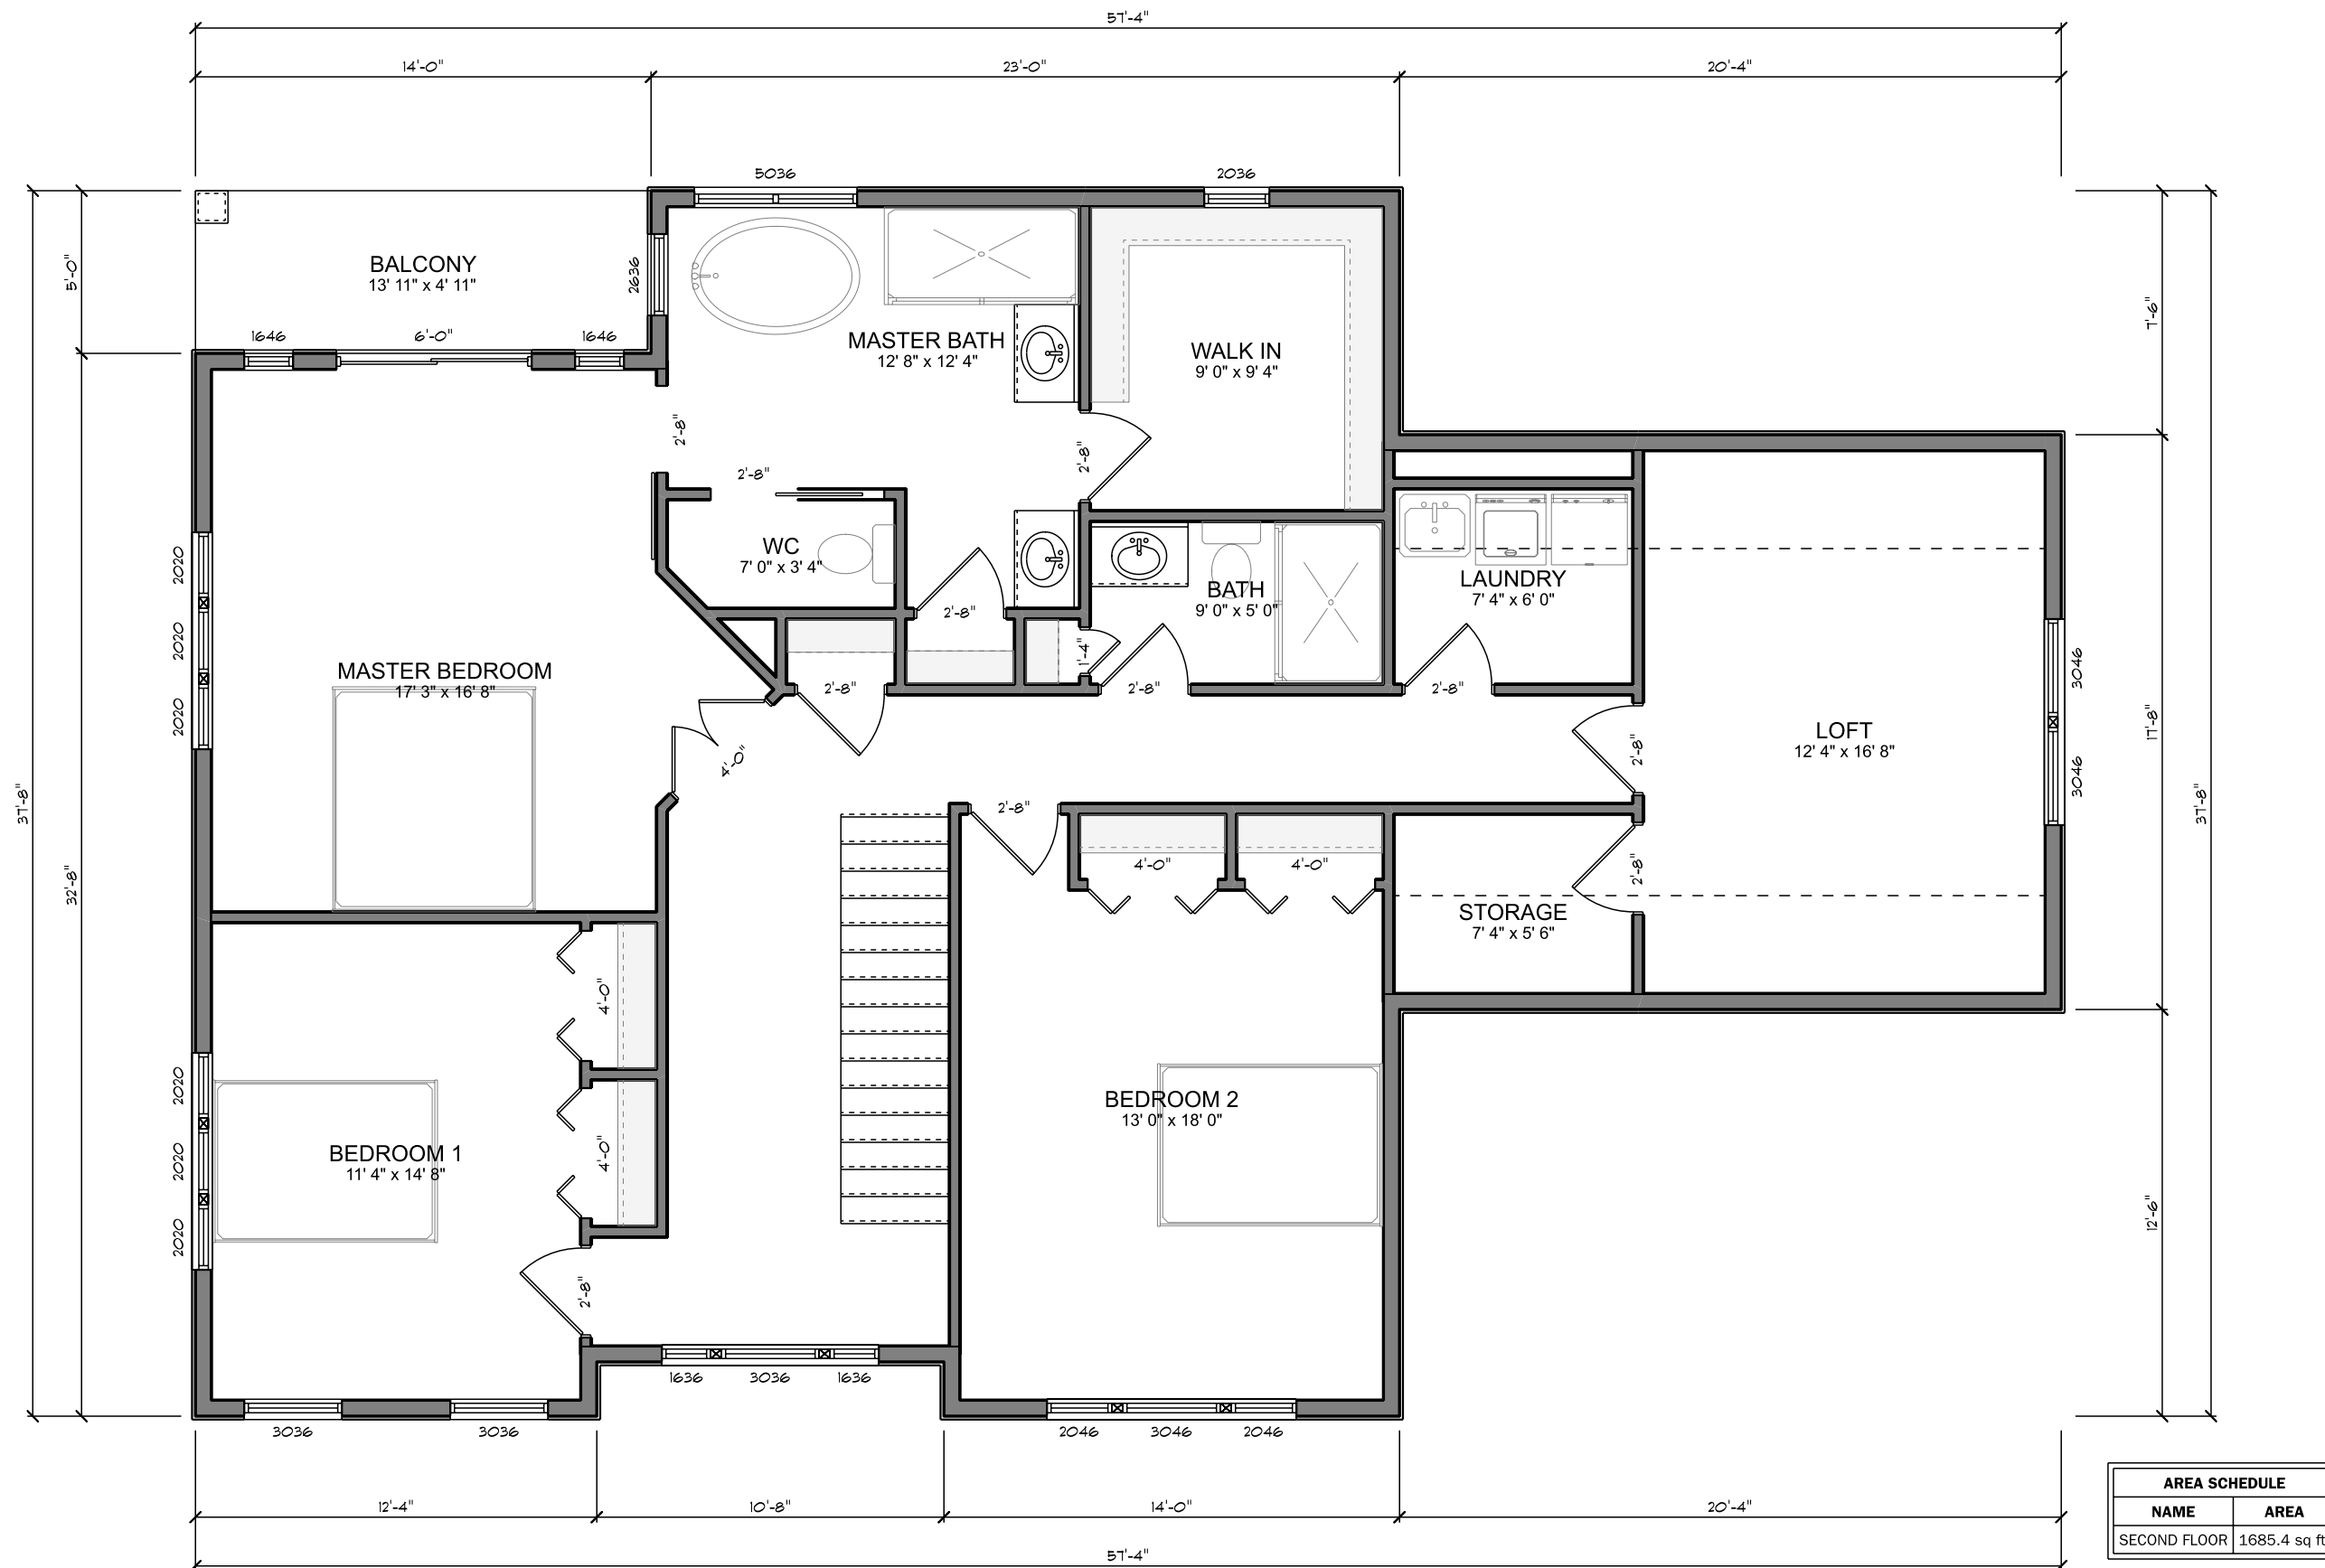 57'-4"
14'-0"
23'-0"
20'-4"
5036
2036
BALCONY
13' 11" x 4' 11"
2636
5'-0"
7'-6"
1646
6'-0"
1646
MASTER BATH
12' 8" x 12' 4"
WALK IN
9' 0" x 9' 4"
2'-8"
2'-8"
2'-8"
WC
7' 0" x 3' 4"
2020
2020
2020
BATH
9' 0" x 5' 0"
LAUNDRY
7' 4" x 6' 0"
2'-8"
1'-4"
MASTER BEDROOM
17' 3" x 16' 8"
2'-8"
2'-8"
2'-8"
3046
3046
LOFT
12' 4" x 16' 8"
17'-8"
4'-0"
2'-8"
37'-8"
37'-8"
2'-8"
32'-8"
4'-0"
4'-0"
2'-8"
STORAGE
7' 4" x 5' 6"
4'-0"
2020
2020
2020
BEDROOM 2
13' 0" x 18' 0"
BEDROOM 1
11' 4" x 14' 8"
4'-0"
12'-6"
2'-8"
1636
3036
1636
3036
3036
2046
3046
2046
12'-4"
10'-8"
14'-0"
20'-4"
57'-4"
AREA SCHEDULE
NAME AREA
SECOND FLOOR 1685.4 sq ft